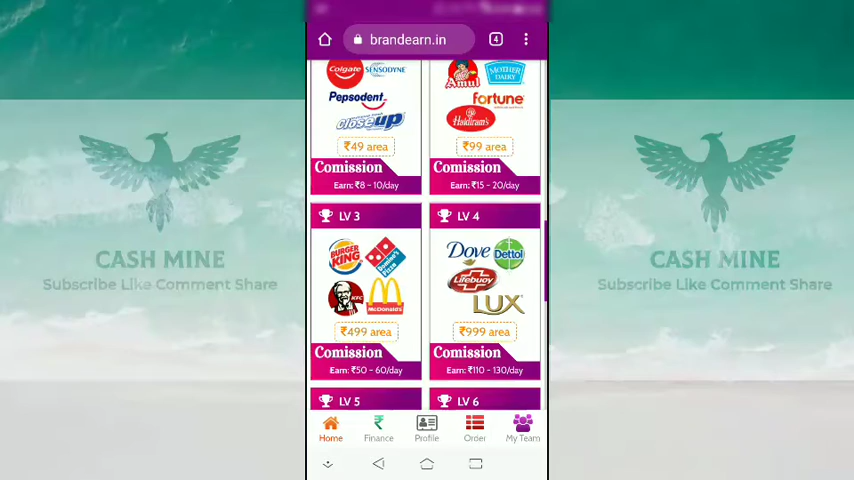 brandearn.in
4
Colgate SENSODYNE
Pepsodent
closeup
₹49 area
Comission
Earn: ₹8 - 10/day
Amul MOTHER DAIRY
fortune
Haldiram's
₹99 area
Comission
Earn: ₹15 - 20/day
LV 3
BURGER KING Domino's Pizza
KFC McDonald's
₹499 area
Comission
Earn: ₹50 - 60/day
LV 4
Dove Dettol
Lifebuoy
LUX
₹999 area
Comission
Earn: ₹110 - 130/day
LV 5
LV 6
Home Finance Profile Order My Team
CASH MINE
Subscribe Like Comment Share
CA$H MINE
Subscribe Like Comment Share